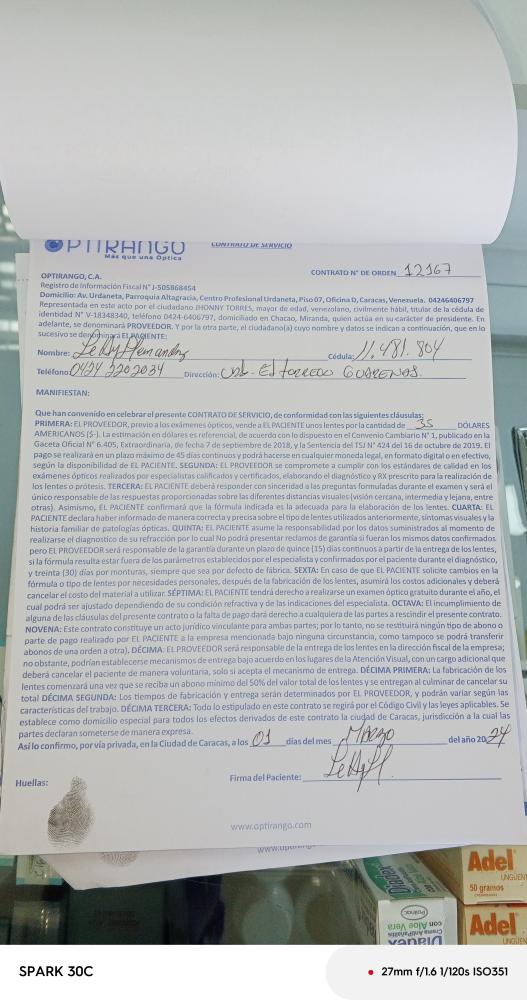 OPTIRANGO
Más que una Óptica
CONTRATO DE SERVICIO
CONTRATO N° DE ORDEN 12167
OPTIRANGO, C.A.
Registro de Información Fiscal N° J-505868454
Domicilio: Av. Urdaneta, Parroquia Altagracia, Centro Profesional Urdaneta, Piso 07, Oficina D, Caracas, Venezuela. 04246406797
Representada en este acto por el ciudadano JHONNY TORRES, mayor de edad, venezolano, civilmente hábil, titular de la cédula de
identidad N° V-18348340, teléfono 0424-6406797, domiciliado en Chacao, Miranda, quien actúa en su carácter de presidente. En
adelante, se denominará PROVEEDOR. Y por la otra parte, el ciudadano(a) cuyo nombre y datos se indican a continuación, que en lo
sucesivo se denominará EL PACIENTE:
Nombre: Leidy Hernandez Cédula: 11.481.804
Teléfono: 0424 2202034 Dirección: Urb. El torreon Guarenas.
MANIFIESTAN:
Que han convenido en celebrar el presente CONTRATO DE SERVICIO, de conformidad con las siguientes cláusulas:
PRIMERA: EL PROVEEDOR, previo a los exámenes ópticos, vende a EL PACIENTE unos lentes por la cantidad de 35 DÓLARES
AMERICANOS ($-). La estimación en dólares es referencial, de acuerdo con lo dispuesto en el Convenio Cambiario N° 1, publicado en la
Gaceta Oficial N° 6.405, Extraordinaria, de fecha 7 de septiembre de 2018, y la Sentencia del TSJ N° 424 del 16 de octubre de 2019. El
pago se realizará en un plazo máximo de 45 días continuos y podrá hacerse en cualquier moneda legal, en formato digital o en efectivo,
según la disponibilidad de EL PACIENTE. SEGUNDA: EL PROVEEDOR se compromete a cumplir con los estándares de calidad en los
exámenes ópticos realizados por especialistas calificados y certificados, elaborando el diagnóstico y RX prescrito para la realización de
los lentes o prótesis. TERCERA: EL PACIENTE deberá responder con sinceridad a las preguntas formuladas durante el examen y será el
único responsable de las respuestas proporcionadas sobre las diferentes distancias visuales (visión cercana, intermedia y lejana, entre
otras). Asimismo, EL PACIENTE confirmará que la fórmula indicada es la adecuada para la elaboración de los lentes. CUARTA: EL
PACIENTE declara haber informado de manera correcta y precisa sobre el tipo de lentes utilizados anteriormente, síntomas visuales y la
historia familiar de patologías ópticas. QUINTA: EL PACIENTE asume la responsabilidad por los datos suministrados al momento de
realizarse el diagnóstico de su refracción por lo cual No podrá presentar reclamos de garantía si fueran los mismos datos confirmados
pero EL PROVEEDOR será responsable de la garantía durante un plazo de quince (15) días continuos a partir de la entrega de los lentes,
si la fórmula resulta estar fuera de los parámetros establecidos por el especialista y confirmados por el paciente durante el diagnóstico,
y treinta (30) días por monturas, siempre que sea por defecto de fábrica. SEXTA: En caso de que EL PACIENTE solicite cambios en la
fórmula o tipo de lentes por necesidades personales, después de la fabricación de los lentes, asumirá los costos adicionales y deberá
cancelar el costo del material a utilizar. SÉPTIMA: EL PACIENTE tendrá derecho a realizarse un examen óptico gratuito durante el año, el
cual podrá ser ajustado dependiendo de su condición refractiva y de las indicaciones del especialista. OCTAVA: El incumplimiento de
alguna de las cláusulas del presente contrato o la falta de pago dará derecho a cualquiera de las partes a rescindir el presente contrato.
NOVENA: Este contrato constituye un acto jurídico vinculante para ambas partes; por lo tanto, no se restituirá ningún tipo de abono o
parte de pago realizado por EL PACIENTE a la empresa mencionada bajo ninguna circunstancia, como tampoco se podrá transferir
abonos de una orden a otra). DÉCIMA: EL PROVEEDOR será responsable de la entrega de los lentes en la dirección fiscal de la empresa;
no obstante, podrían establecerse mecanismos de entrega bajo acuerdo en los lugares de la Atención Visual, con un cargo adicional que
deberá cancelar el paciente de manera voluntaria, solo si acepta el mecanismo de entrega. DÉCIMA PRIMERA: La fabricación de los
lentes comenzará una vez que se reciba un abono mínimo del 50% del valor total de los lentes y se entregan al culminar de cancelar su
total DÉCIMA SEGUNDA: Los tiempos de fabricación y entrega serán determinados por EL PROVEEDOR, y podrán variar según las
características del trabajo. DÉCIMA TERCERA: Todo lo estipulado en este contrato se regirá por el Código Civil y las leyes aplicables. Se
establece como domicilio especial para todos los efectos derivados de este contrato la ciudad de Caracas, jurisdicción a la cual las
partes declaran someterse de manera expresa.
Así lo confirmo, por vía privada, en la Ciudad de Caracas, a los 01 días del mes Marzo del año 2024
Huellas:
Firma del Paciente:
www.optirango.com
Adel
UNGÜEN
50 gramos
Adel
UNGÜEN
Diadex
Crema Antipañalitis
con Aloe Vera
SPARK 30C
27mm f/1.6 1/120s ISO351